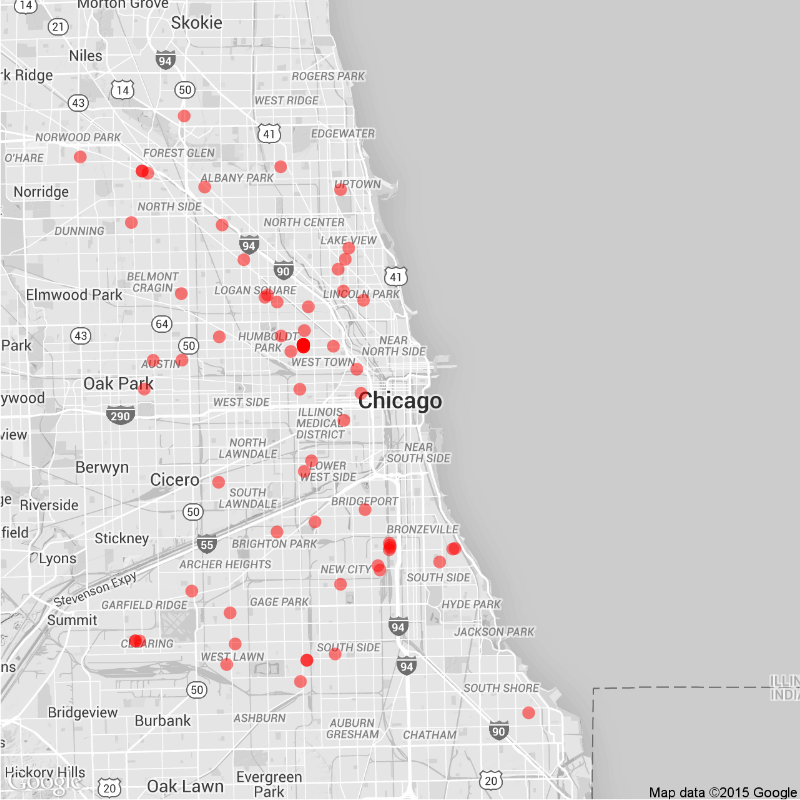 14
Morton Grove
21
Skokie
Niles
94
rk Ridge
ROGERS PARK
14
50
43
WEST RIDGE
41
EDGEWATER
NORWOOD PARK
O'HARE
FOREST GLEN
ALBANY PARK
UPTOWN
Norridge
NORTH SIDE
NORTH CENTER
DUNNING
94
LAKE VIEW
90
41
BELMONT
CRAGIN
Elmwood Park
LOGAN SQUARE
LINCOLN PARK
64
43
50
HUMBOLDT
PARK
NEAR
NORTH SIDE
Park
AUSTIN
WEST TOWN
Oak Park
ywood
WEST SIDE
Chicago
290
ILLINOIS
MEDICAL
DISTRICT
view
NORTH
LAWNDALE
NEAR
SOUTH SIDE
Berwyn
LOWER
WEST SIDE
Cicero
SOUTH
LAWNDALE
ge
Riverside
BRIDGEPORT
50
field
Stickney
BRONZEVILLE
55
BRIGHTON PARK
Lyons
ARCHER HEIGHTS
NEW CITY
SOUTH SIDE
Stevenson Expy
GARFIELD RIDGE
GAGE PARK
HYDE PARK
Summit
94
JACKSON PARK
CLEARING
SOUTH SIDE
WEST LAWN
94
ns
50
SOUTH SHORE
ILLIN
INDIA
Bridgeview
Burbank
ASHBURN
AUBURN
GRESHAM
CHATHAM
90
s
Hickory Hills
Google
20
Oak Lawn
Evergreen
Park
20
Map data ©2015 Google